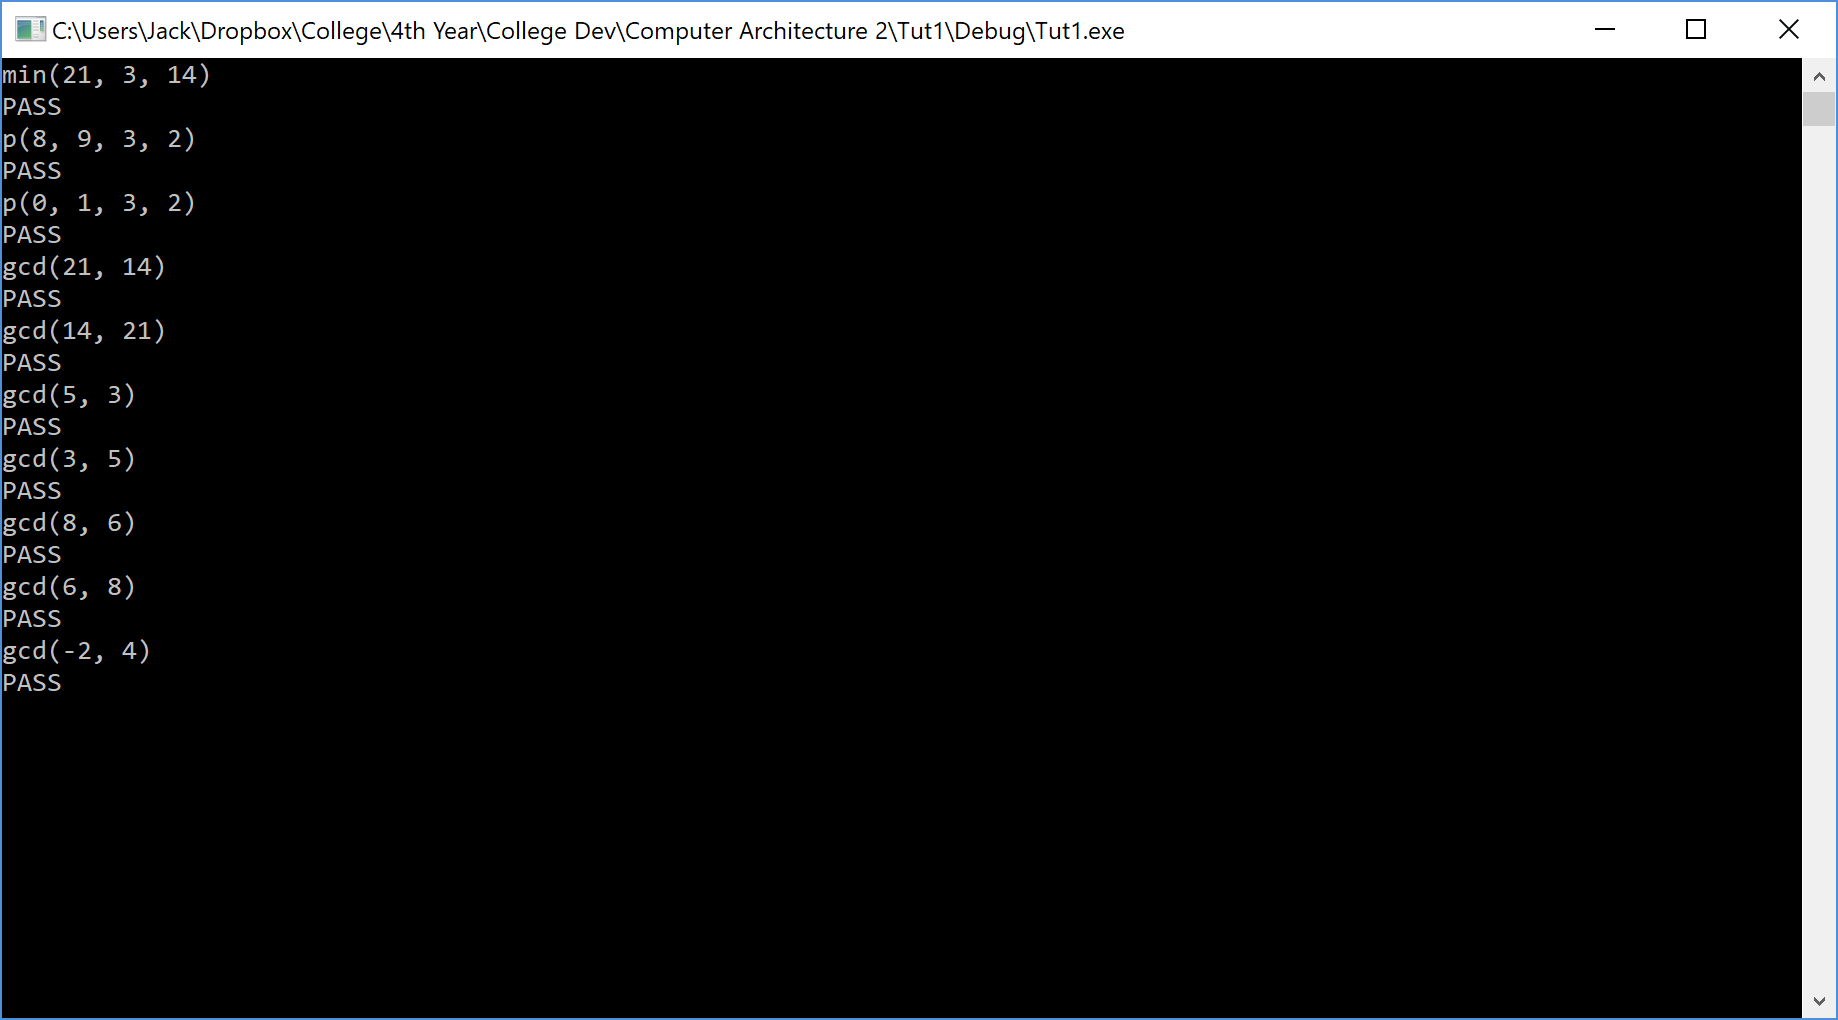 C:\Users\Jack\Dropbox\College\4th Year\College Dev\Computer Architecture 2\Tut1\Debug\Tut1.exe
min(21, 3, 14)
PASS
p(8, 9, 3, 2)
PASS
p(0, 1, 3, 2)
PASS
gcd(21, 14)
PASS
gcd(14, 21)
PASS
gcd(5, 3)
PASS
gcd(3, 5)
PASS
gcd(8, 6)
PASS
gcd(6, 8)
PASS
gcd(-2, 4)
PASS